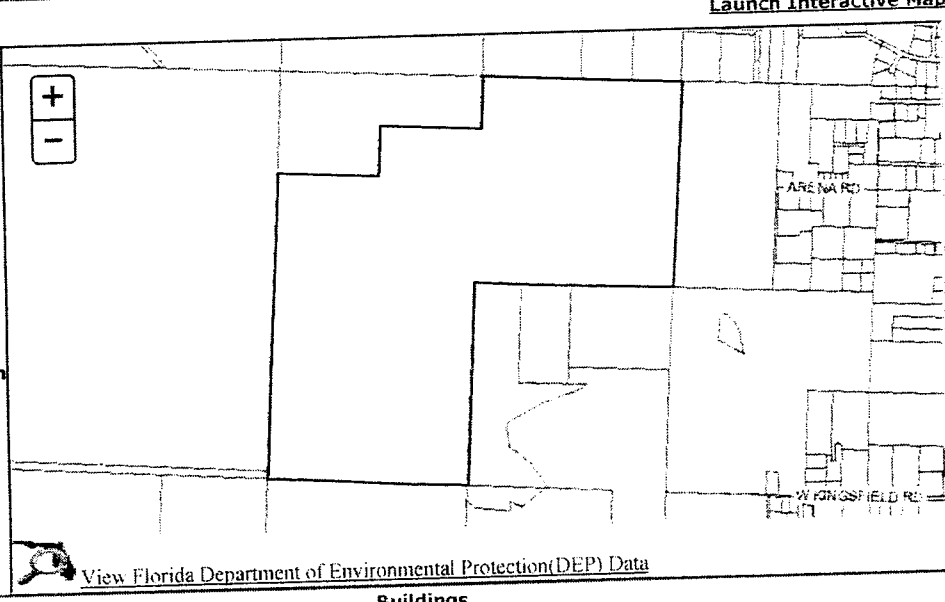 Launch Interactive Map
+
−
ARENA RD
W KINGSFIELD RD
View Florida Department of Environmental Protection(DEP) Data
Buildings